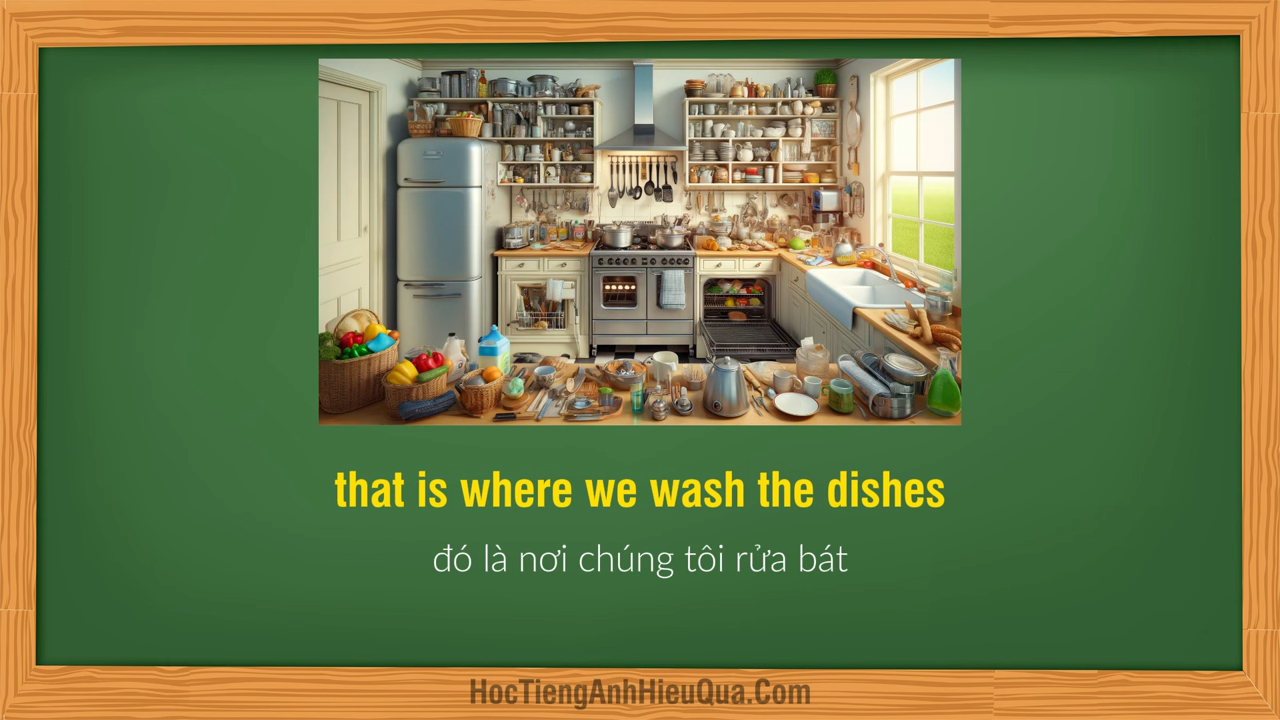 that is where we wash the dishes
đó là nơi chúng tôi rửa bát
HocTiengAnhHieuQua.Com